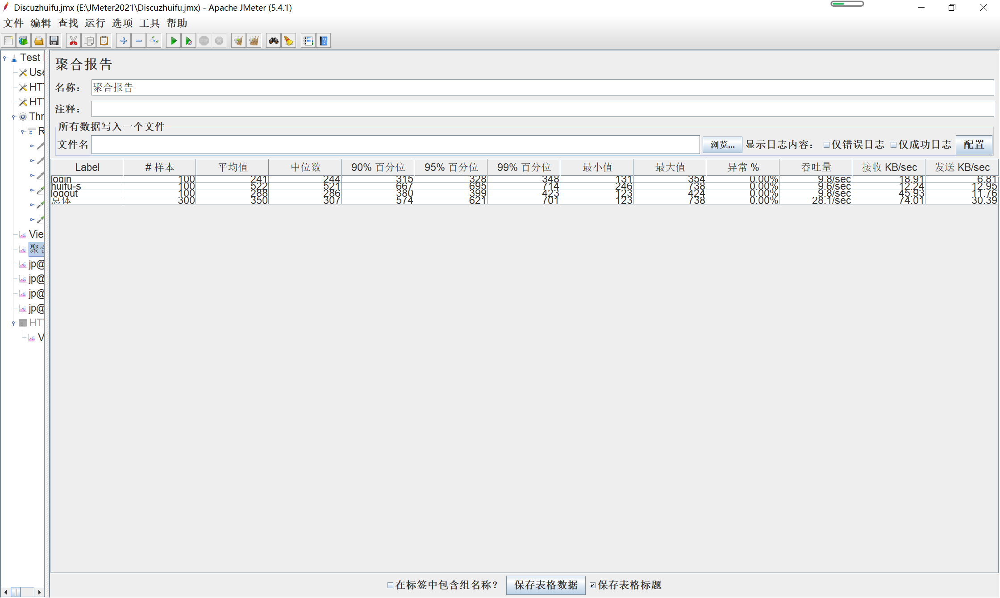 Discuzhuifu.jmx (E:\JMeter2021\Discuzhuifu.jmx) - Apache JMeter (5.4.1)
文件 编辑 查找 运行 选项 工具 帮助
Test
Use
HT
HT
Thr
R
Vie
聚合
jp@
jp@
jp@
jp@
HT
V
聚合报告
名称： 聚合报告
注释：
所有数据写入一个文件
文件名 浏览... 显示日志内容： 仅错误日志 仅成功日志 配置
Label # 样本 平均值 中位数 90% 百分位 95% 百分位 99% 百分位 最小值 最大值 异常 % 吞吐量 接收 KB/sec 发送 KB/sec
login 100 241 244 315 328 348 131 354 0.00% 9.8/sec 18.91 6.81
huifu-s 100 522 521 667 695 714 246 738 0.00% 9.6/sec 12.24 12.95
logout 100 288 286 380 399 423 123 424 0.00% 9.8/sec 45.93 11.76
总体 300 350 307 574 621 701 123 738 0.00% 28.1/sec 74.01 30.39
在标签中包含组名称？ 保存表格数据 保存表格标题